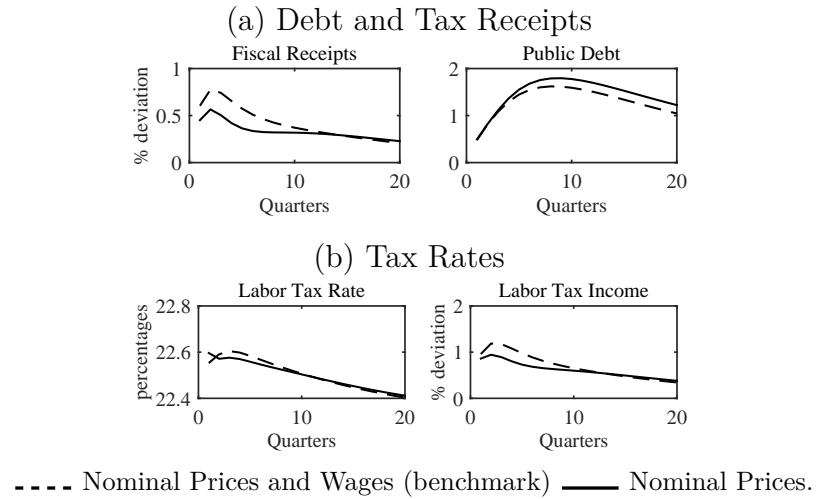 (a) Debt and Tax Receipts
Fiscal Receipts
Public Debt
% deviation
1
0.5
0
0
10
20
Quarters
2
1
0
0
10
20
Quarters
(b) Tax Rates
Labor Tax Rate
Labor Tax Income
percentages
22.8
22.6
22.4
0
10
20
Quarters
% deviation
2
1
0
0
10
20
Quarters
Nominal Prices and Wages (benchmark) Nominal Prices.